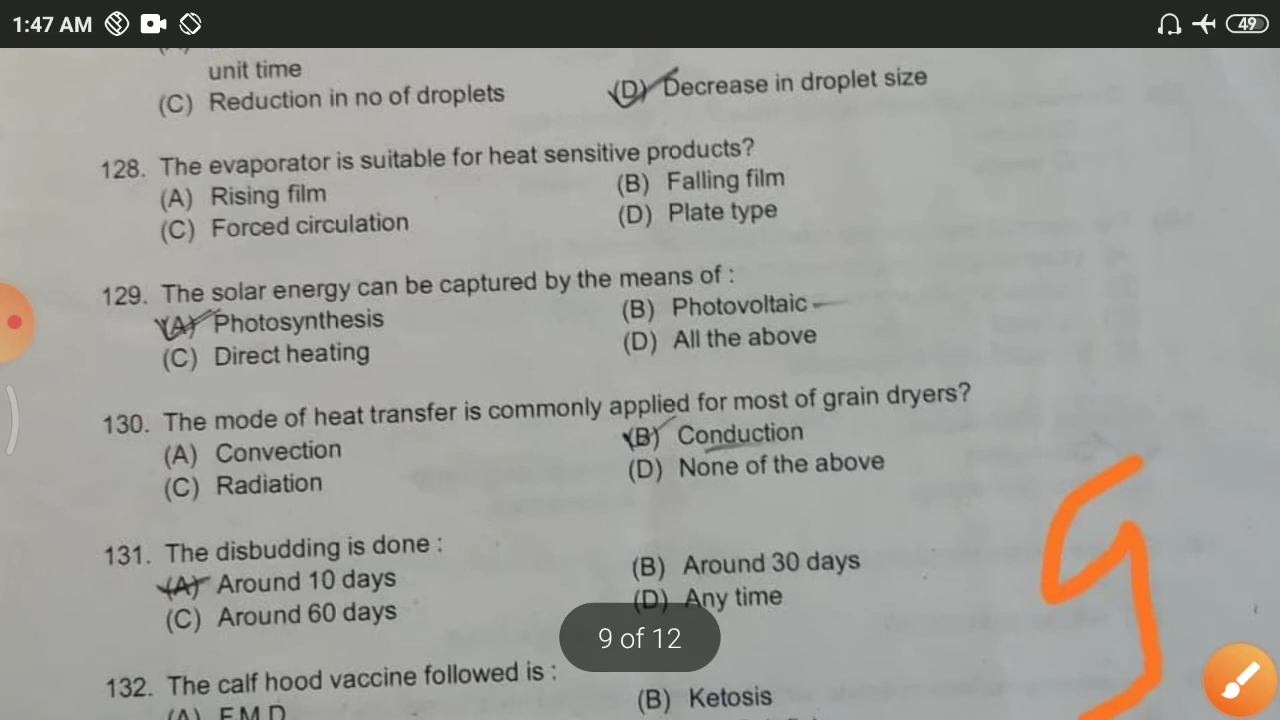 1:47 AM 49
unit time
(C) Reduction in no of droplets (D) Decrease in droplet size
128. The evaporator is suitable for heat sensitive products?
(A) Rising film (B) Falling film
(C) Forced circulation (D) Plate type
129. The solar energy can be captured by the means of :
(A) Photosynthesis (B) Photovoltaic
(C) Direct heating (D) All the above
130. The mode of heat transfer is commonly applied for most of grain dryers?
(A) Convection (B) Conduction
(C) Radiation (D) None of the above
131. The disbudding is done :
(A) Around 10 days (B) Around 30 days
(C) Around 60 days (D) Any time
9 of 12
132. The calf hood vaccine followed is :
(A) F.M.D (B) Ketosis